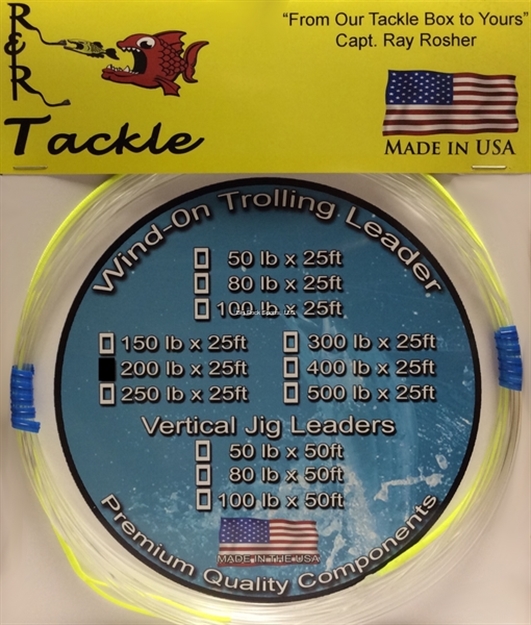 R&R
Tackle
"From Our Tackle Box to Yours"
Capt. Ray Rosher
MADE IN USA
Wind-On Trolling Leader
50 lb x 25ft
80 lb x 25ft
100 lb x 25ft
150 lb x 25ft
200 lb x 25ft
250 lb x 25ft
300 lb x 25ft
400 lb x 25ft
500 lb x 25ft
Vertical Jig Leaders
50 lb x 50ft
80 lb x 50ft
100 lb x 50ft
MADE IN THE USA
Premium Quality Components